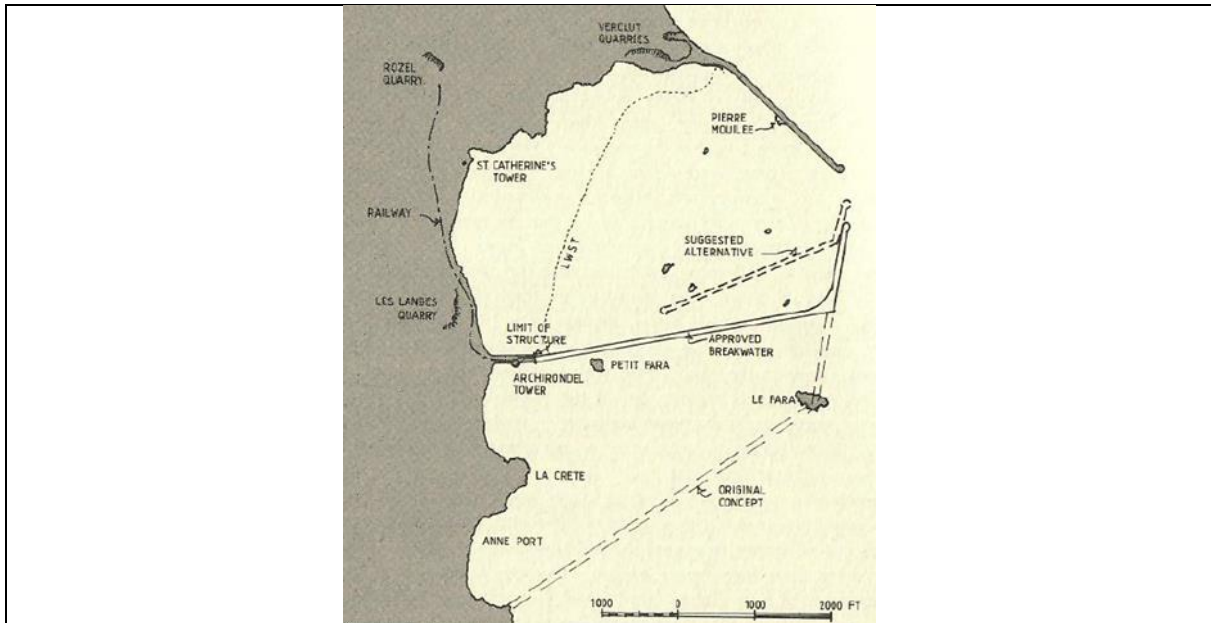 VERCLUT
QUARRIES
ROZEL
QUARRY
PIERRE
MOUILÉE
ST. CATHERINE'S
TOWER
RAILWAY
LWST
SUGGESTED
ALTERNATIVE
LES LANDES
QUARRY
LIMIT OF
STRUCTURE
APPROVED
BREAKWATER
PETIT FARA
ARCHIRONDEL
TOWER
LE FARA
LA CRETE
ORIGINAL
CONCEPT
ANNE PORT
1000 0 1000 2000 FT